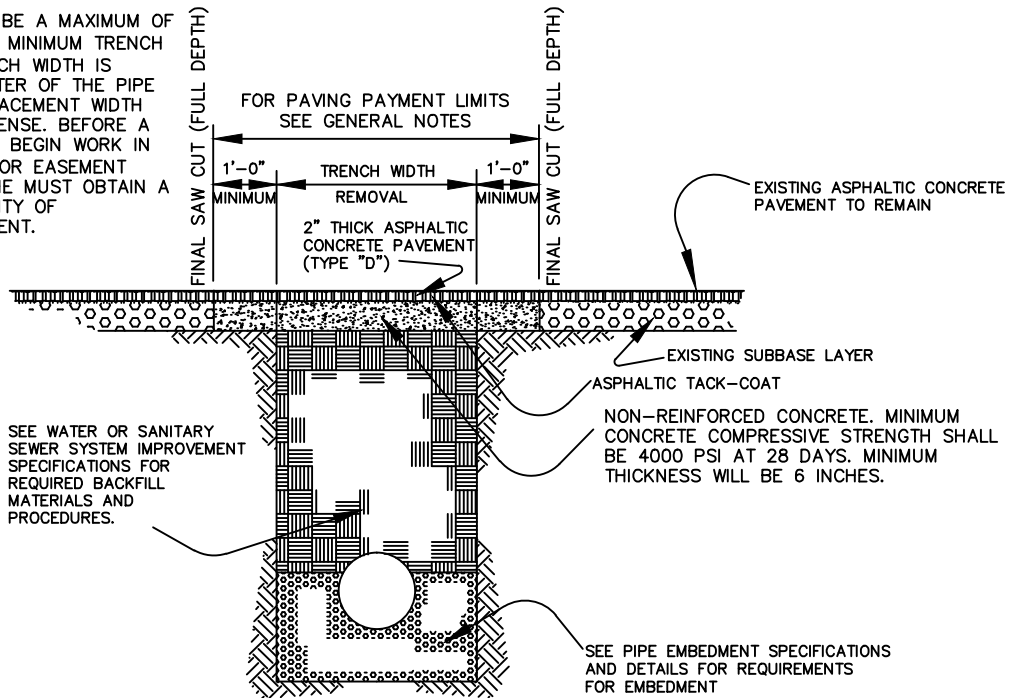 BE A MAXIMUM OF
MINIMUM TRENCH
CH WIDTH IS
TER OF THE PIPE
ACEMENT WIDTH
ENSE. BEFORE A
BEGIN WORK IN
OR EASEMENT
NE MUST OBTAIN A
ITY OF
ENT.
FINAL SAW CUT (FULL DEPTH)
FOR PAVING PAYMENT LIMITS
SEE GENERAL NOTES
1'-0"
MINIMUM
TRENCH WIDTH
REMOVAL
1'-0"
MINIMUM
FINAL SAW CUT (FULL DEPTH)
2" THICK ASPHALTIC
CONCRETE PAVEMENT
(TYPE "D")
EXISTING ASPHALTIC CONCRETE
PAVEMENT TO REMAIN
EXISTING SUBBASE LAYER
ASPHALTIC TACK-COAT
NON-REINFORCED CONCRETE. MINIMUM
CONCRETE COMPRESSIVE STRENGTH SHALL
BE 4000 PSI AT 28 DAYS. MINIMUM
THICKNESS WILL BE 6 INCHES.
SEE WATER OR SANITARY
SEWER SYSTEM IMPROVEMENT
SPECIFICATIONS FOR
REQUIRED BACKFILL
MATERIALS AND
PROCEDURES.
SEE PIPE EMBEDMENT SPECIFICATIONS
AND DETAILS FOR REQUIREMENTS
FOR EMBEDMENT